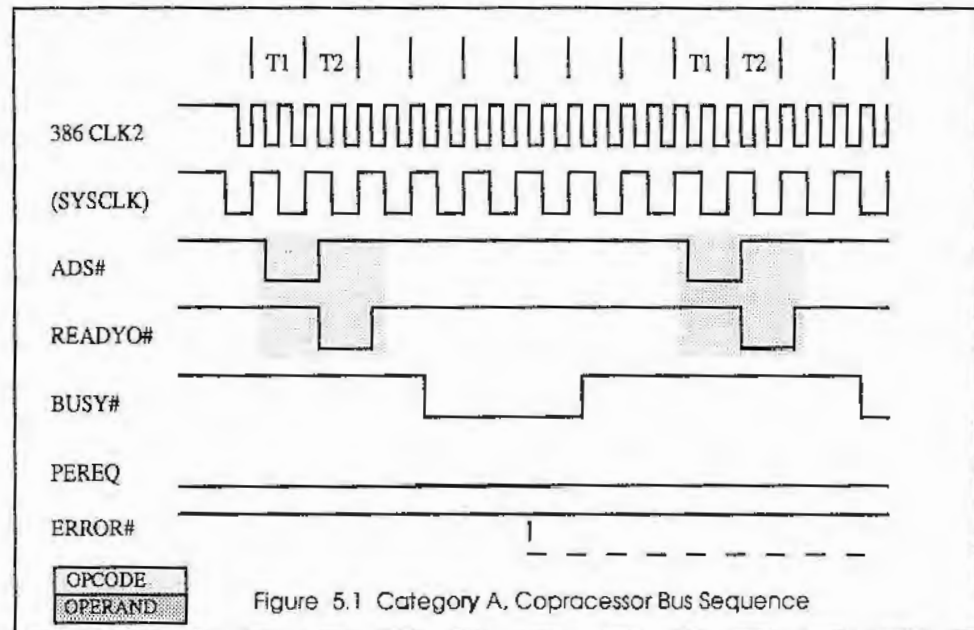 T1 T2 T1 T2
386 CLK2
(SYSCLK)
ADS#
READYO#
BUSY#
PEREQ
ERROR#
OPCODE
OPERAND
Figure 5.1 Category A, Coprocessor Bus Sequence